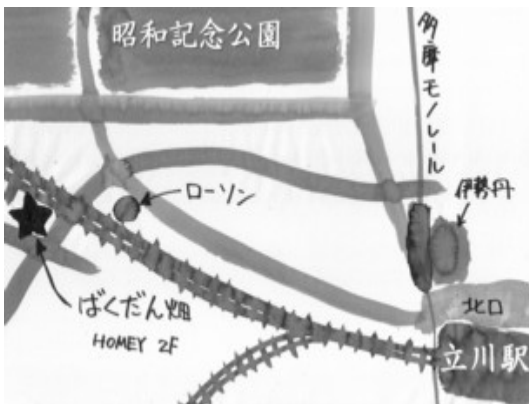 昭和記念公園
多摩モノレール
伊勢丹
ローソン
ばくだん畑
HOMEY 2F
北口
立川駅